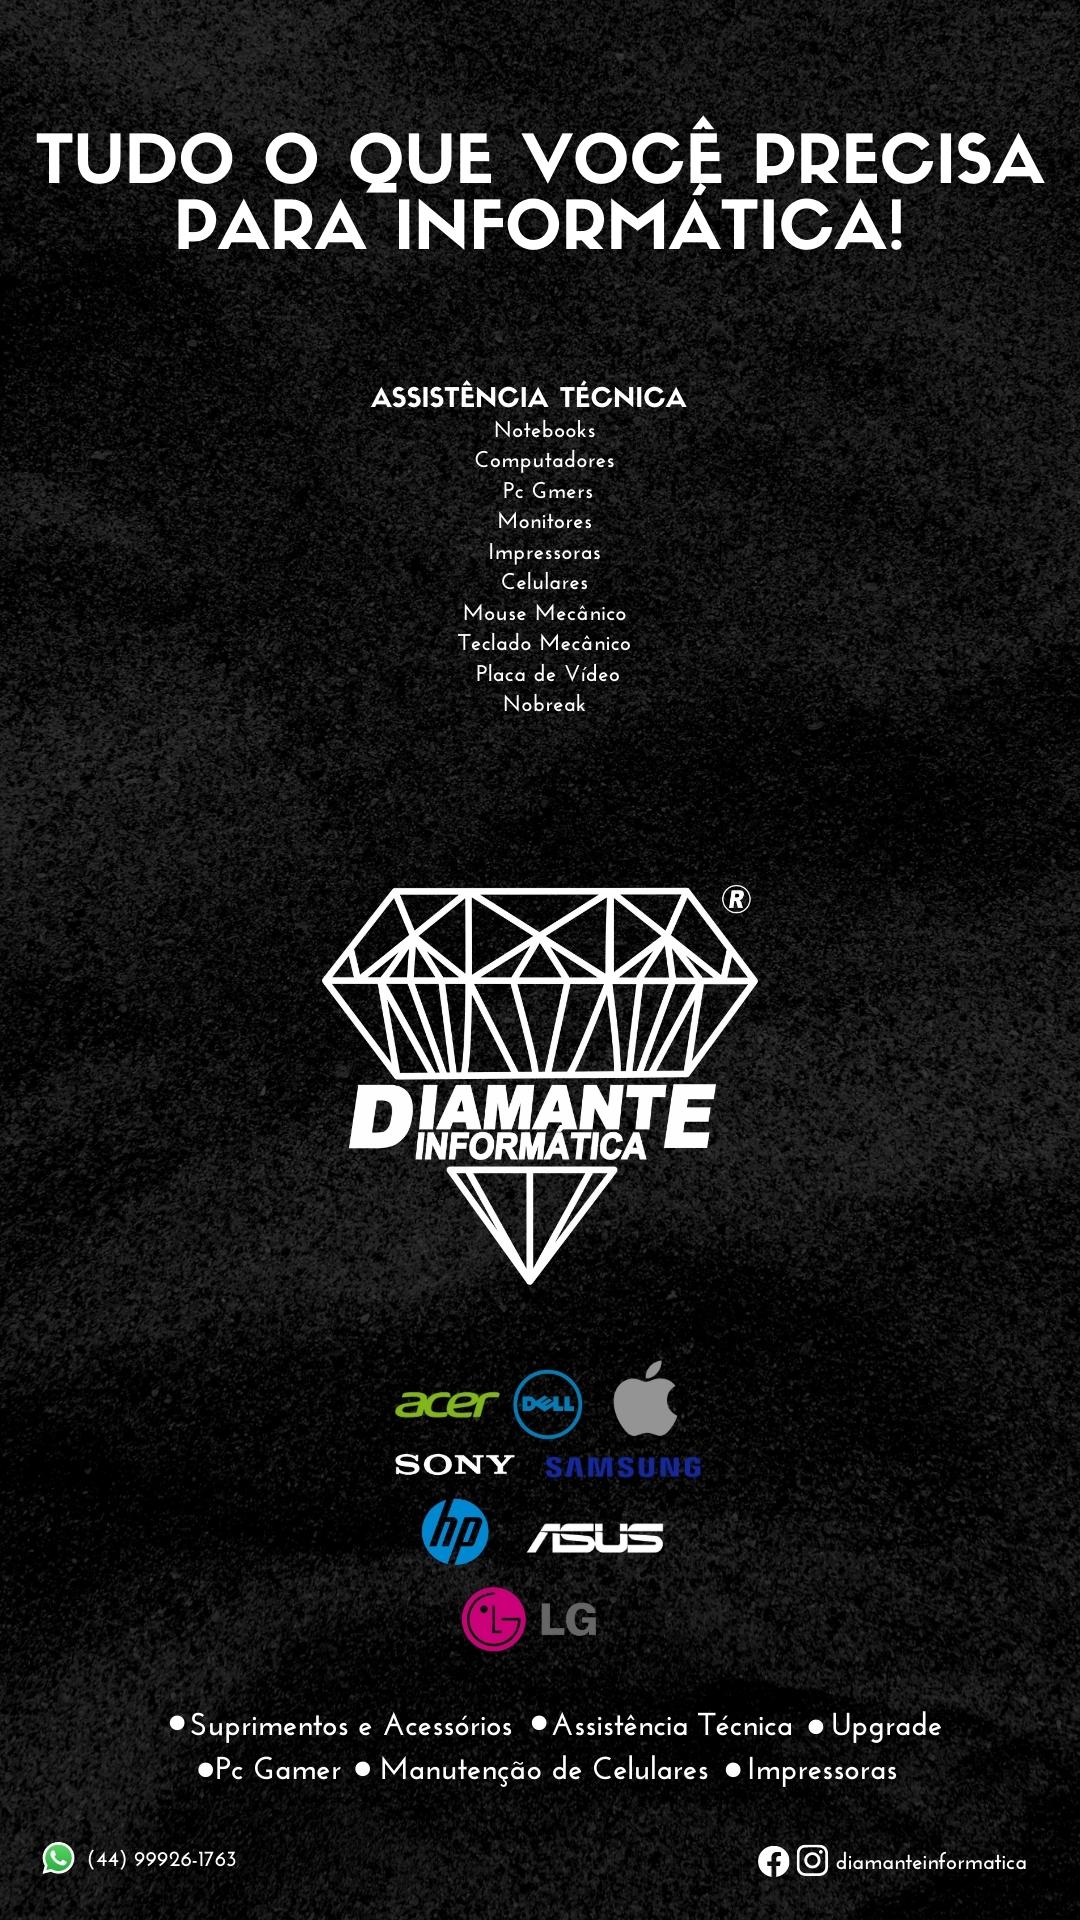 TUDO O QUE VOCÊ PRECISA
PARA INFORMÁTICA!
ASSISTÊNCIA TÉCNICA
Notebooks
Computadores
Pc Gmers
Monitores
Impressoras
Celulares
Mouse Mecânico
Teclado Mecânico
Placa de Vídeo
Nobreak
®
DIAMANTE
INFORMÁTICA
acer DELL
SONY SAMSUNG
hp ASUS
LG LG
•Suprimentos e Acessórios •Assistência Técnica • Upgrade
•Pc Gamer • Manutenção de Celulares • Impressoras
(44) 99926-1763
diamanteinformatica